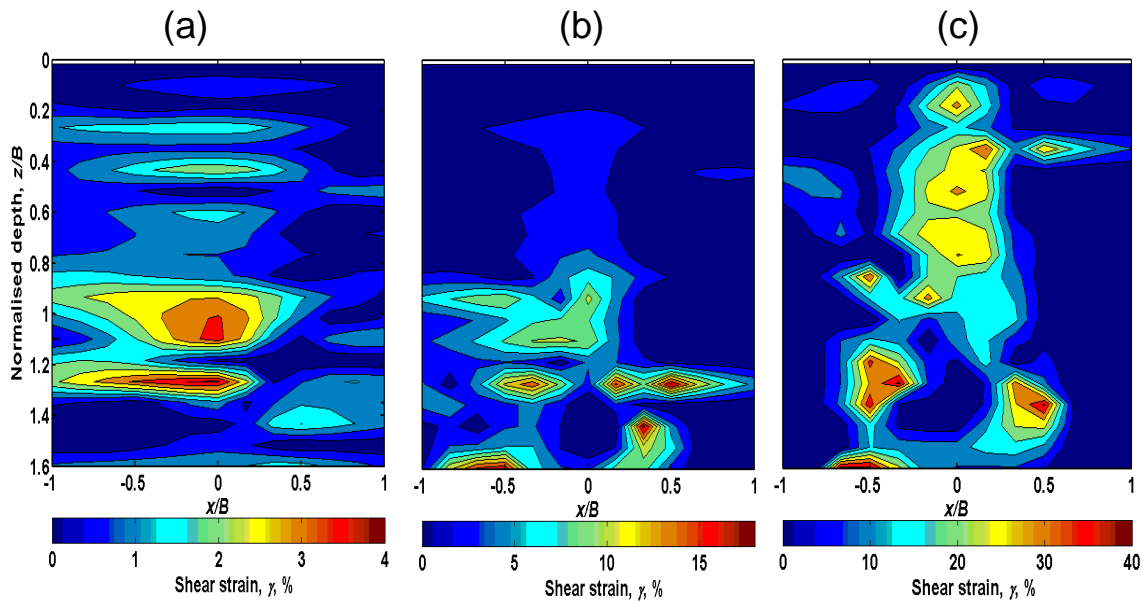 (a) (b) (c)
0
0.2
0.4
0.6
0.8
1
1.2
1.4
1.6
Normalised depth, z/B
-1 -0.5 0 0.5 1
-1 -0.5 0 0.5 1
-1 -0.5 0 0.5 1
x/B x/B x/B
0 1 2 3 4
0 5 10 15
0 10 20 30 40
Shear strain, γ, % Shear strain, γ, % Shear strain, γ, %